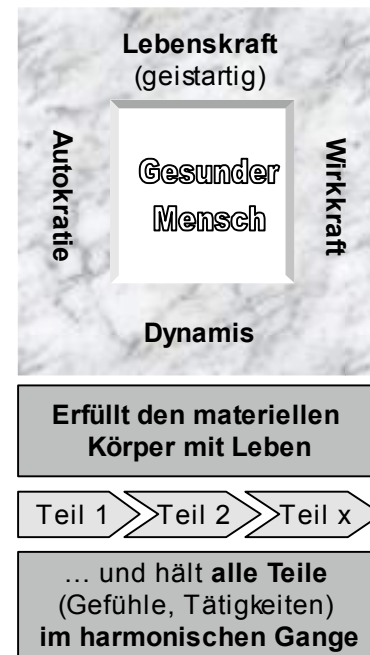 Lebenskraft
(geistartig)
Autokratie
Gesunder
Mensch
Wirkkraft
Dynamis
Erfüllt den materiellen
Körper mit Leben
Teil 1 Teil 2 Teil x
… und hält alle Teile
(Gefühle, Tätigkeiten)
im harmonischen Gange